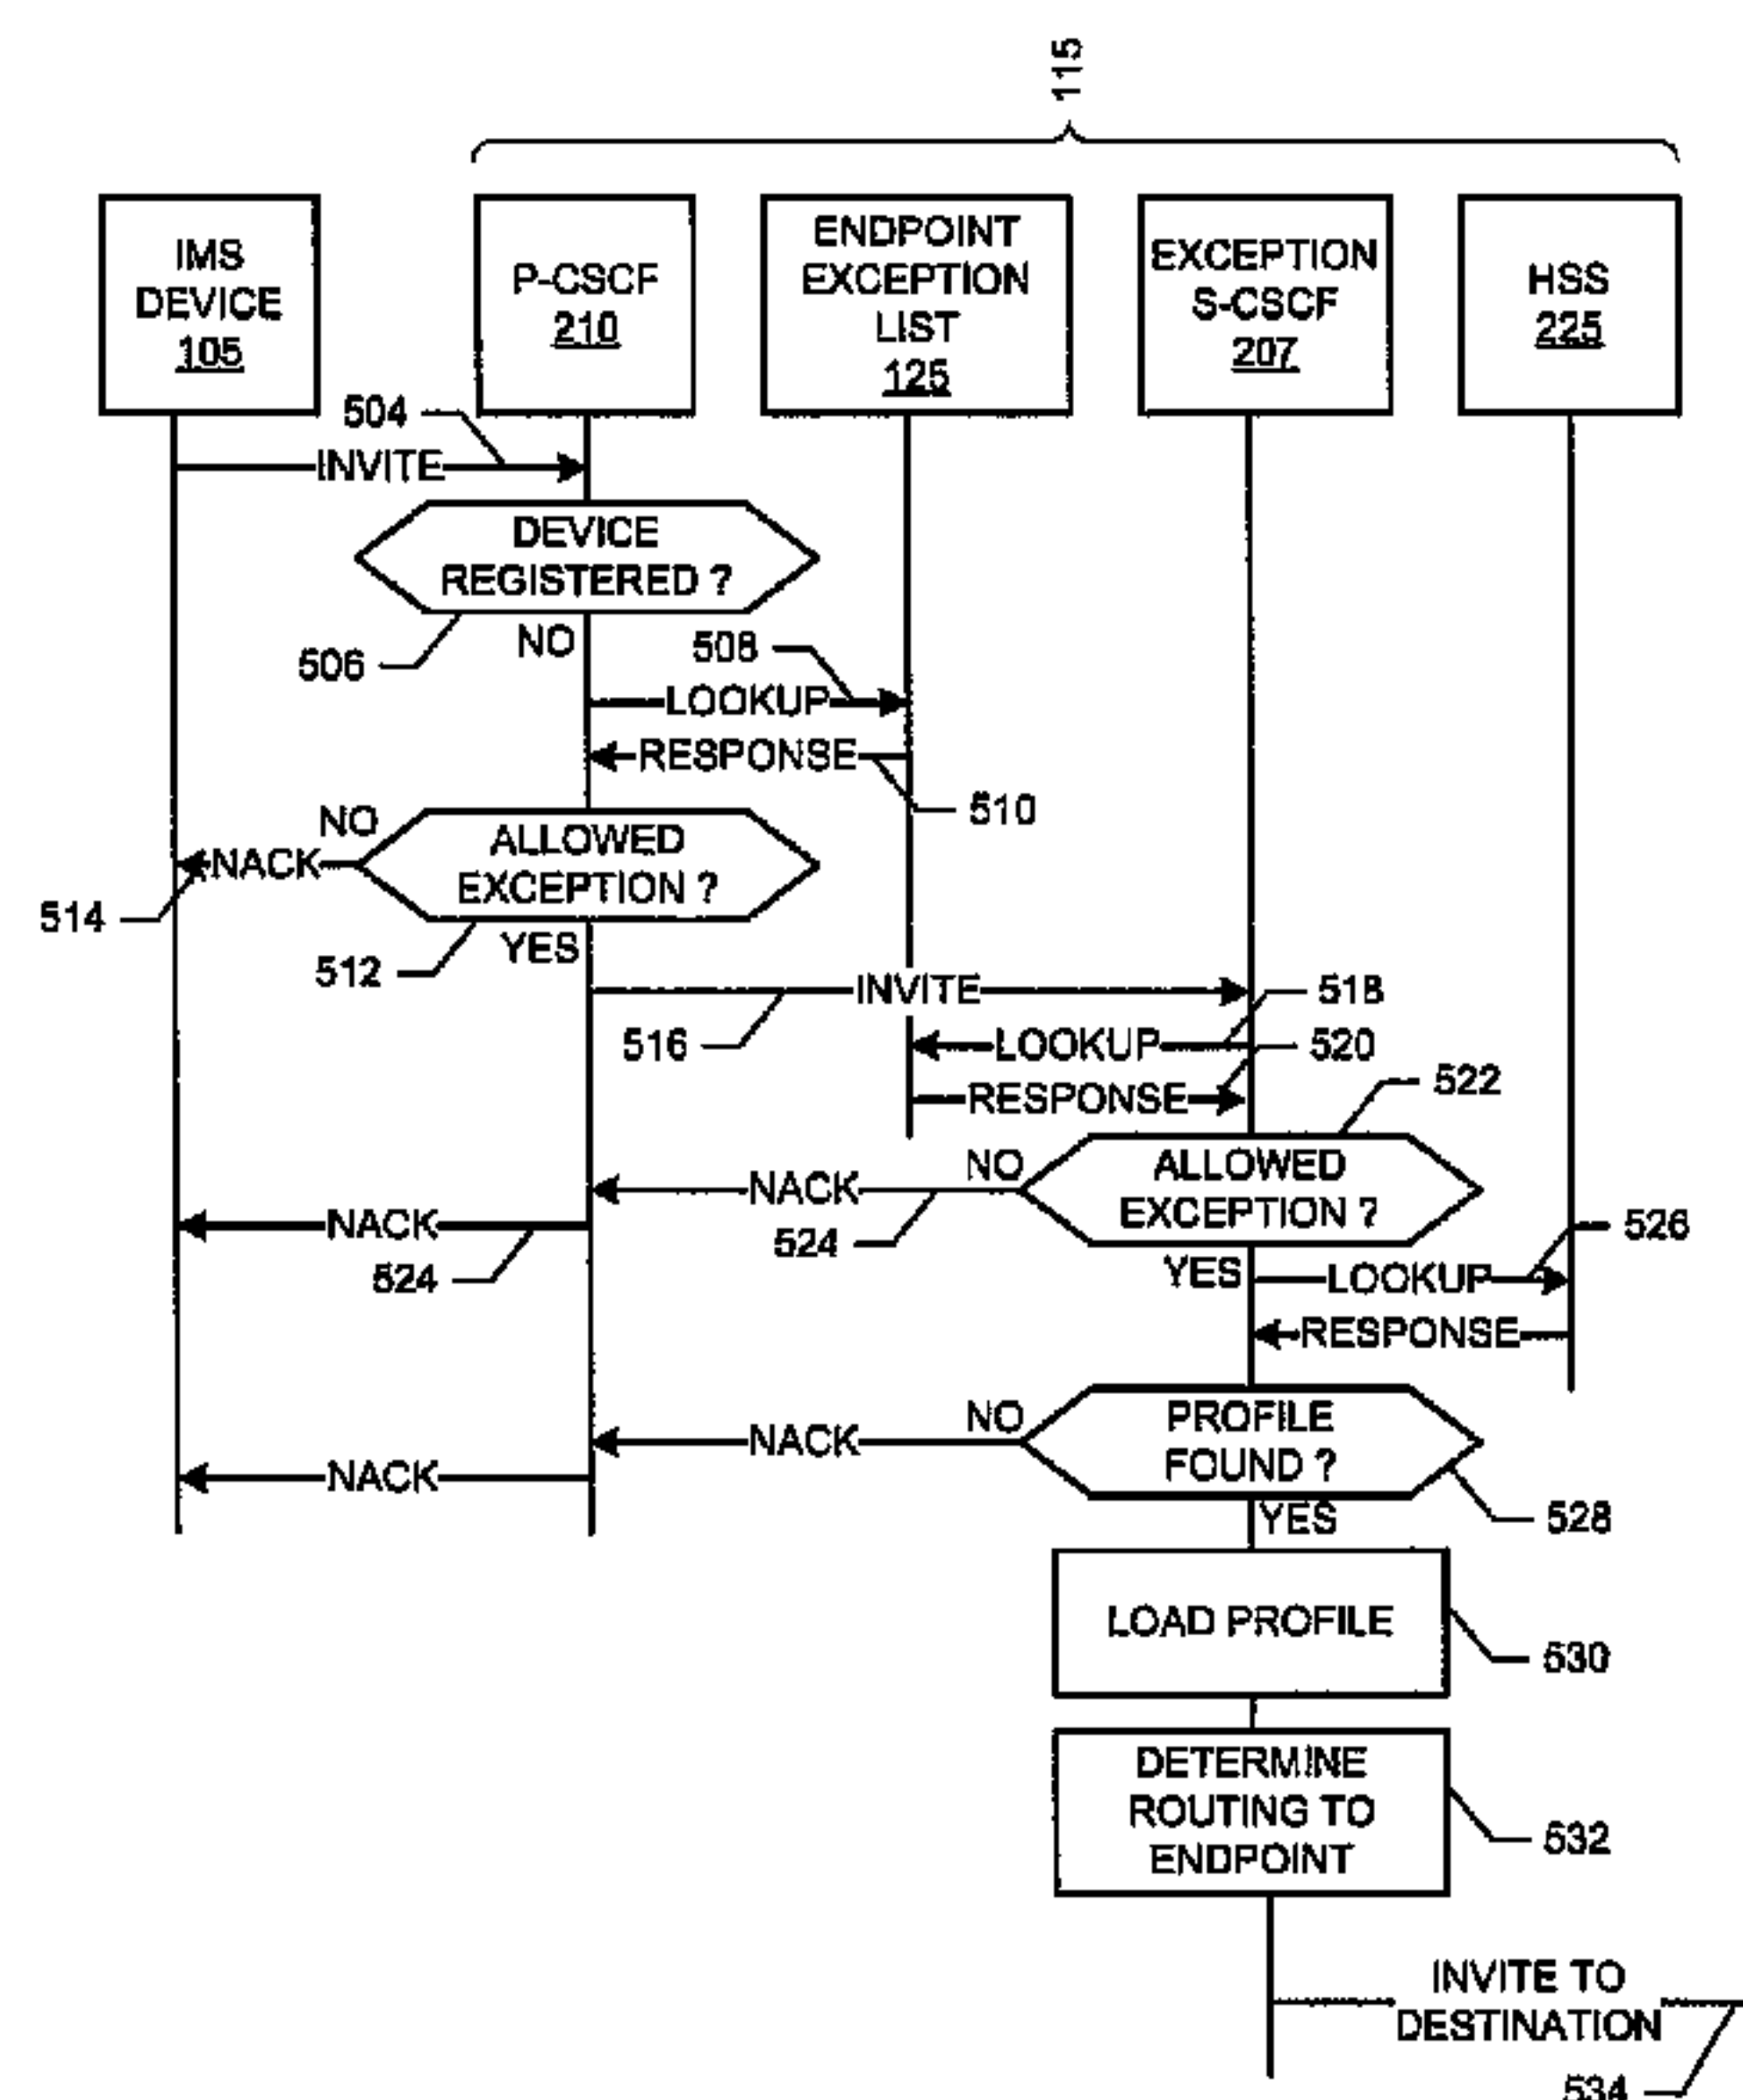 115
IMS
DEVICE
105
P-CSCF
210
ENDPOINT
EXCEPTION
LIST
125
EXCEPTION
S-CSCF
207
HSS
225
504
INVITE
DEVICE
REGISTERED ?
506
NO
508
LOOKUP
RESPONSE
510
NO
ALLOWED
EXCEPTION ?
NACK
514
512
YES
INVITE
516
518
LOOKUP
520
RESPONSE
522
NO
ALLOWED
EXCEPTION ?
NACK
524
NACK
524
526
YES
LOOKUP
RESPONSE
NO
PROFILE
FOUND ?
NACK
NACK
528
YES
LOAD PROFILE
530
DETERMINE
ROUTING TO
ENDPOINT
532
INVITE TO
DESTINATION
534